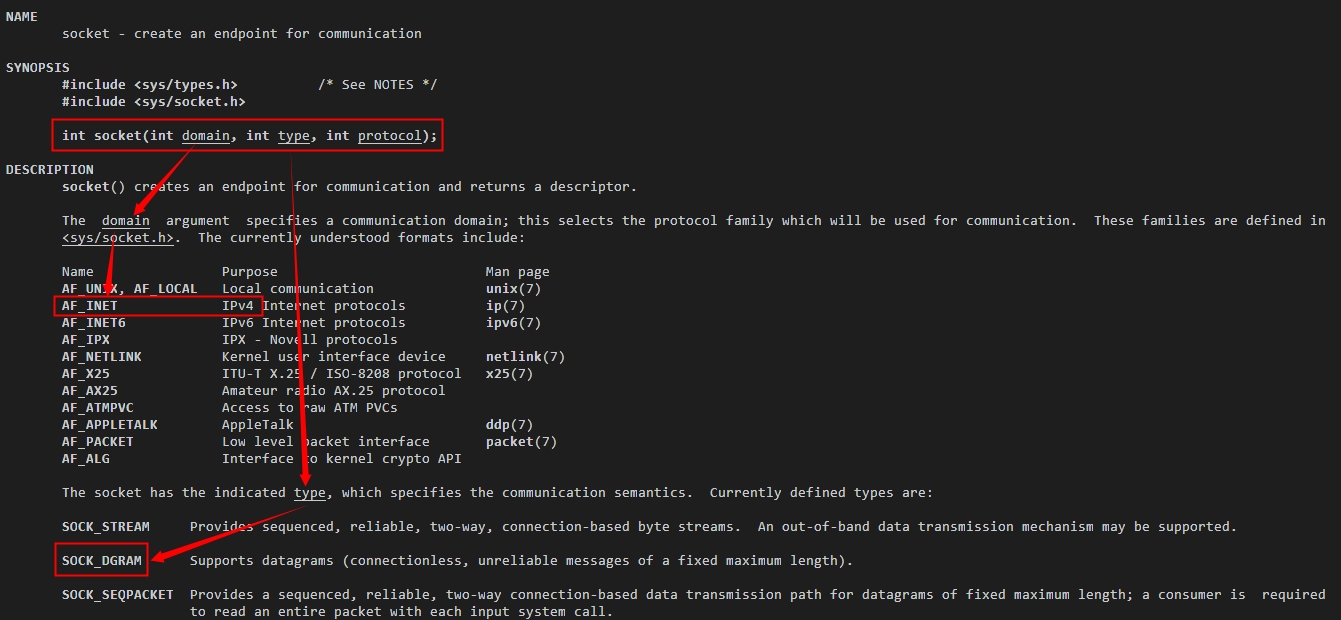 NAME
socket - create an endpoint for communication
SYNOPSIS
#include <sys/types.h>          /* See NOTES */
#include <sys/socket.h>
int socket(int domain, int type, int protocol);
DESCRIPTION
socket() creates an endpoint for communication and returns a descriptor.
The  domain  argument  specifies a communication domain; this selects the protocol family which will be used for communication.  These families are defined in
<sys/socket.h>.  The currently understood formats include:
Name                Purpose                          Man page
AF_UNIX, AF_LOCAL   Local communication              unix(7)
AF_INET             IPv4 Internet protocols          ip(7)
AF_INET6            IPv6 Internet protocols          ipv6(7)
AF_IPX              IPX - Novell protocols
AF_NETLINK          Kernel user interface device     netlink(7)
AF_X25              ITU-T X.25 / ISO-8208 protocol   x25(7)
AF_AX25             Amateur radio AX.25 protocol
AF_ATMPVC           Access to raw ATM PVCs
AF_APPLETALK        AppleTalk                        ddp(7)
AF_PACKET           Low level packet interface       packet(7)
AF_ALG              Interface to kernel crypto API
The socket has the indicated type, which specifies the communication semantics.  Currently defined types are:
SOCK_STREAM     Provides sequenced, reliable, two-way, connection-based byte streams.  An out-of-band data transmission mechanism may be supported.
SOCK_DGRAM      Supports datagrams (connectionless, unreliable messages of a fixed maximum length).
SOCK_SEQPACKET  Provides a sequenced, reliable, two-way connection-based data transmission path for datagrams of fixed maximum length; a consumer is  required
to read an entire packet with each input system call.